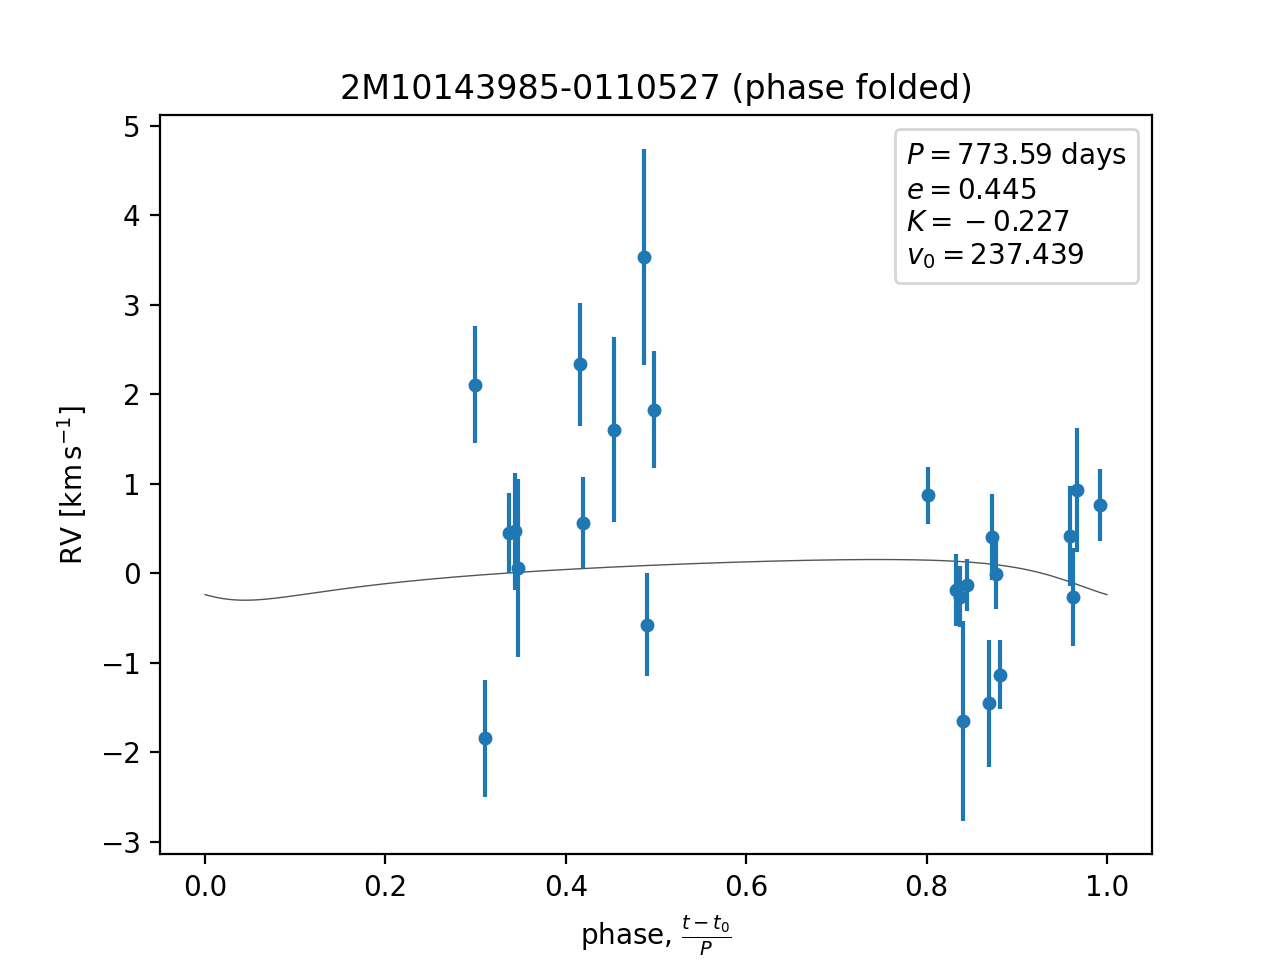 2M10143985-0110527 (phase folded)
P = 773.59 days
e = 0.445
K = −0.227
v₀ = 237.439
5
4
3
2
1
0
−1
−2
−3
RV [km s⁻¹]
0.0 0.2 0.4 0.6 0.8 1.0
phase, (t − t₀)/P